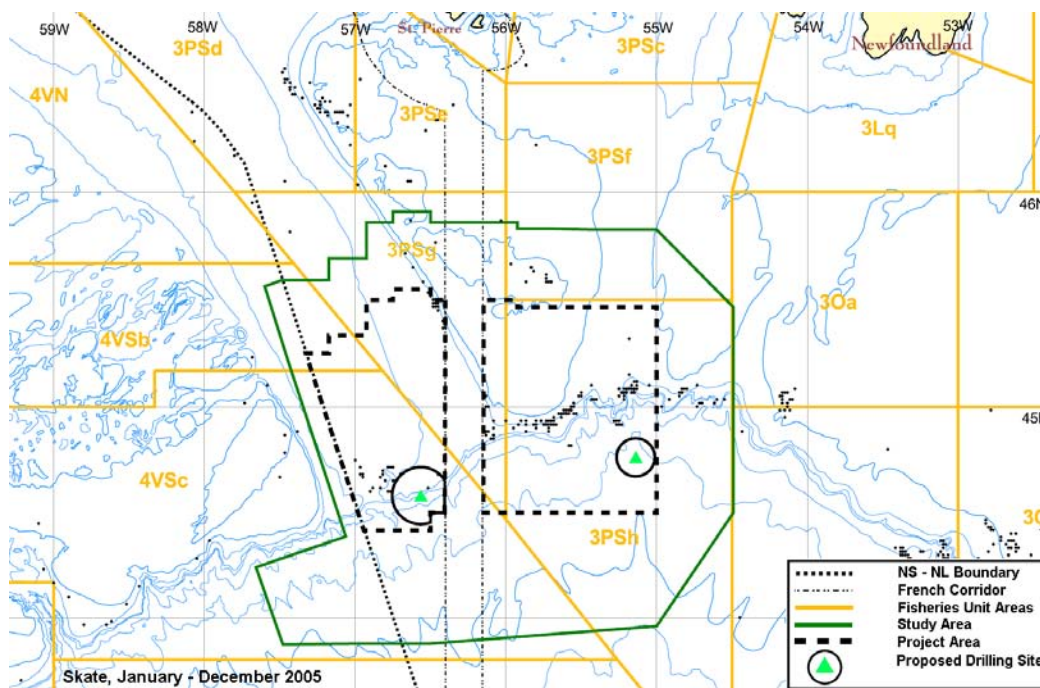 59W 58W 57W 56W 55W 54W 53W
3PSd
St. Pierre
3PSc
Newfoundland
4VN
3PSe
3Lq
3PSf
46N
3PSg
3Oa
4VSb
45N
4VSc
3PSh
NS - NL Boundary
French Corridor
Fisheries Unit Areas
Study Area
Project Area
Proposed Drilling Site
Skate, January - December 2005